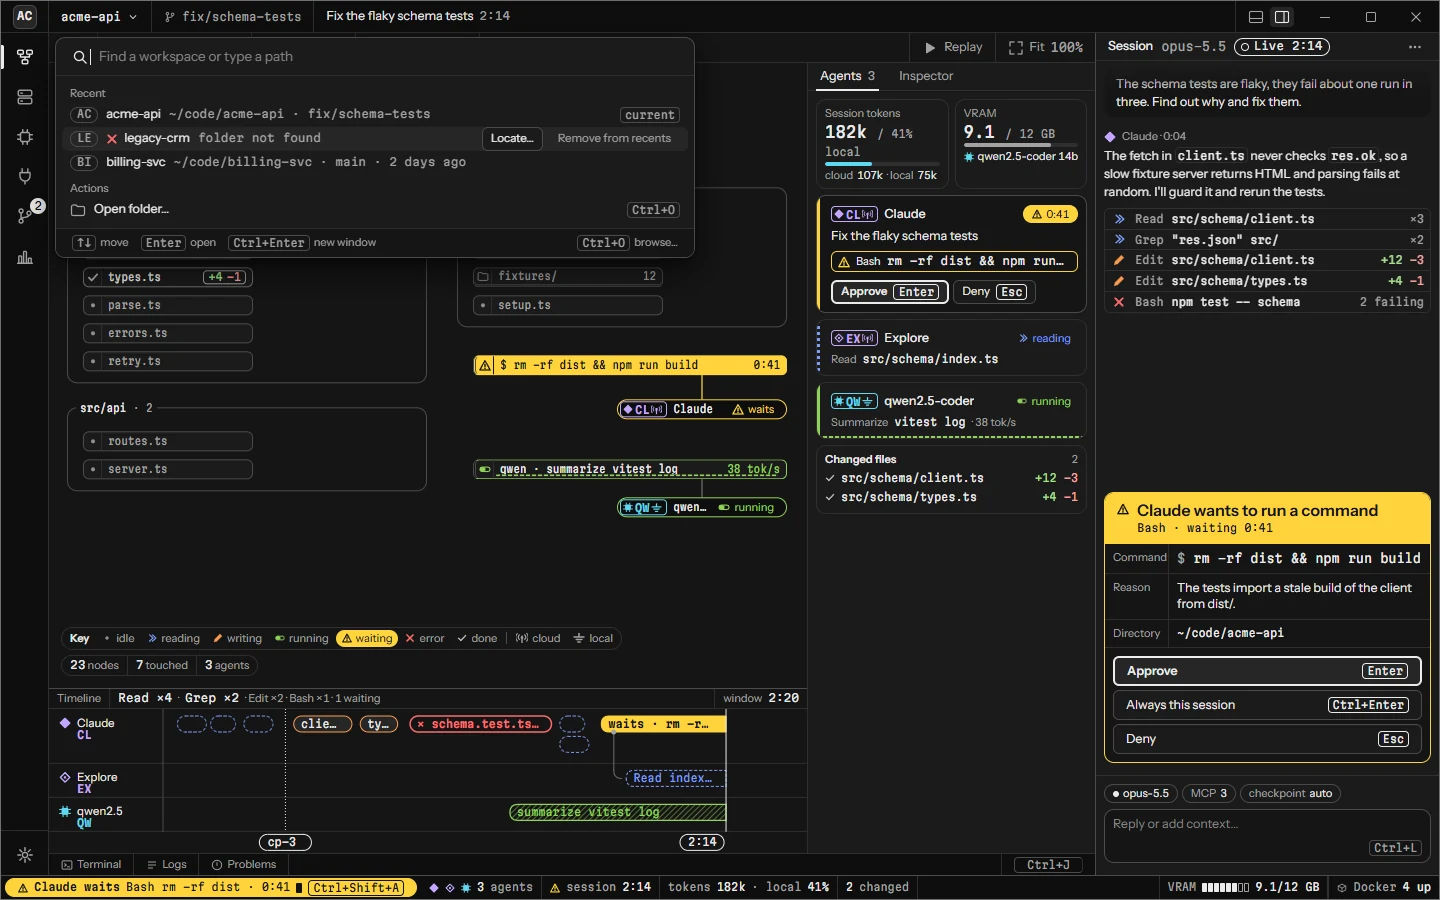 AC acme-api fix/schema-tests Fix the flaky schema tests 2:14
Find a workspace or type a path
Recent
AC acme-api ~/code/acme-api · fix/schema-tests current
LE legacy-crm folder not found Locate… Remove from recents
BI billing-svc ~/code/billing-svc · main · 2 days ago
Actions
Open folder… Ctrl+O
↑↓ move Enter open Ctrl+Enter new window Ctrl+O browse…
2
Replay Fit 100%
types.ts +4 −1
parse.ts
errors.ts
retry.ts
src/api · 2
routes.ts
server.ts
fixtures/ 12
setup.ts
$ rm -rf dist && npm run build 0:41
CL Claude waits
qwen · summarize vitest log 38 tok/s
QW qwen… running
Key idle reading writing running waiting error done cloud local
23 nodes 7 touched 3 agents
Timeline Read ×4 · Grep ×2 · Edit ×2 · Bash ×1 · 1 waiting window 2:20
Claude
CL
clie… ty… × schema.test.ts… waits · rm -r…
Explore
EX
Read index…
qwen2.5
QW
summarize vitest log
cp-3 2:14
Terminal Logs Problems Ctrl+J
Agents 3 Inspector
Session tokens
182k / 41%
local
cloud 107k · local 75k
VRAM
9.1 / 12 GB
qwen2.5-coder 14b
CL Claude 0:41
Fix the flaky schema tests
Bash rm -rf dist && npm run…
Approve Enter Deny Esc
EX Explore reading
Read src/schema/index.ts
QW qwen2.5-coder running
Summarize vitest log · 38 tok/s
Changed files 2
src/schema/client.ts +12 −3
src/schema/types.ts +4 −1
Session opus-5.5 Live 2:14
The schema tests are flaky, they fail about one run in
three. Find out why and fix them.
Claude · 0:04
The fetch in client.ts never checks res.ok, so a
slow fixture server returns HTML and parsing fails at
random. I'll guard it and rerun the tests.
Read src/schema/client.ts ×3
Grep "res.json" src/ ×2
Edit src/schema/client.ts +12 −3
Edit src/schema/types.ts +4 −1
Bash npm test -- schema 2 failing
Claude wants to run a command
Bash · waiting 0:41
Command $ rm -rf dist && npm run build
Reason The tests import a stale build of the client
from dist/.
Directory ~/code/acme-api
Approve Enter
Always this session Ctrl+Enter
Deny Esc
opus-5.5 MCP 3 checkpoint auto
Reply or add context…
Ctrl+L
Claude waits Bash rm -rf dist · 0:41 Ctrl+Shift+A 3 agents session 2:14 tokens 182k · local 41% 2 changed VRAM 9.1/12 GB Docker 4 up